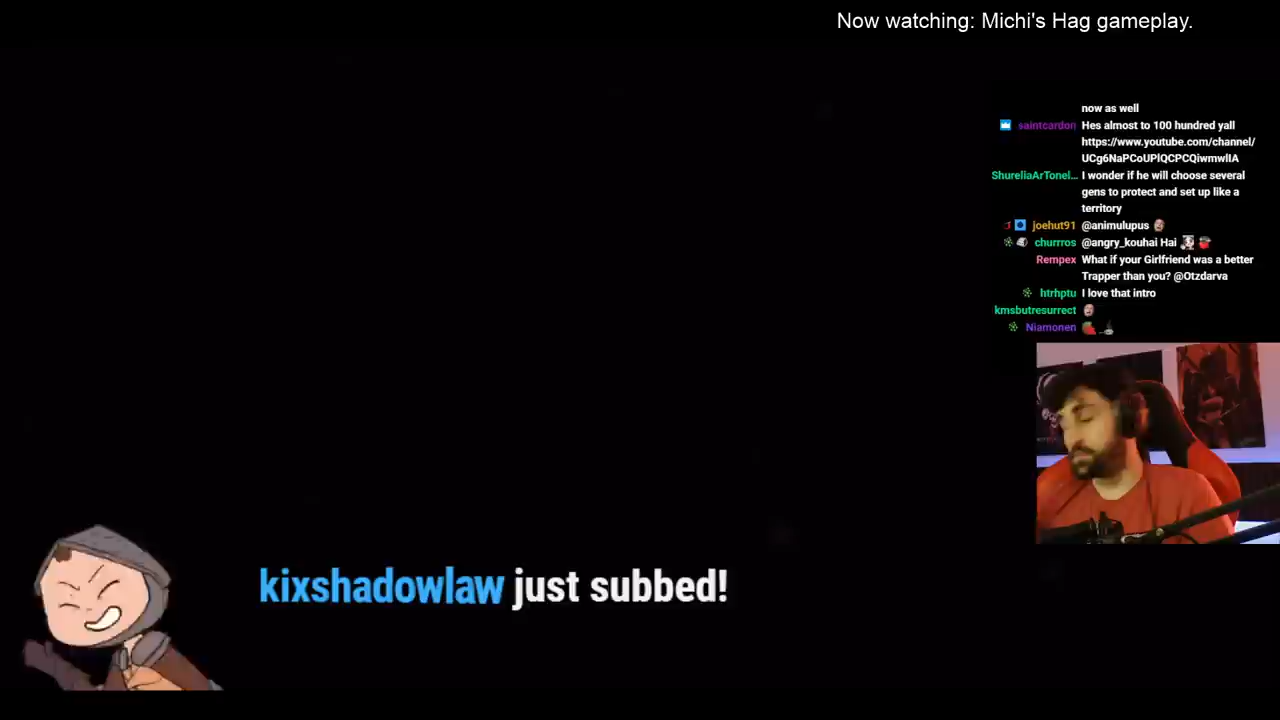 Now watching: Michi's Hag gameplay.
now as well
saintcardon Hes almost to 100 hundred yall
https://www.youtube.com/channel/
UCg6NaPCoUPlQCPCQiwmwlIA
ShureliaArTonel... I wonder if he will choose several
gens to protect and set up like a
territory
joehut91 @animulupus
churrros @angry_kouhai Hai
Rempex What if your Girlfriend was a better
Trapper than you? @Otzdarva
htrhptu I love that intro
kmsbutresurrect
Niamonen
kixshadowlaw just subbed!